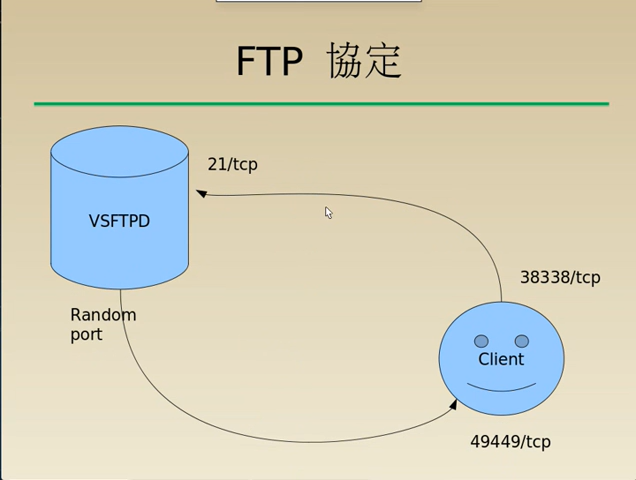 FTP 協定
21/tcp
VSFTPD
38338/tcp
Random
port
Client
49449/tcp